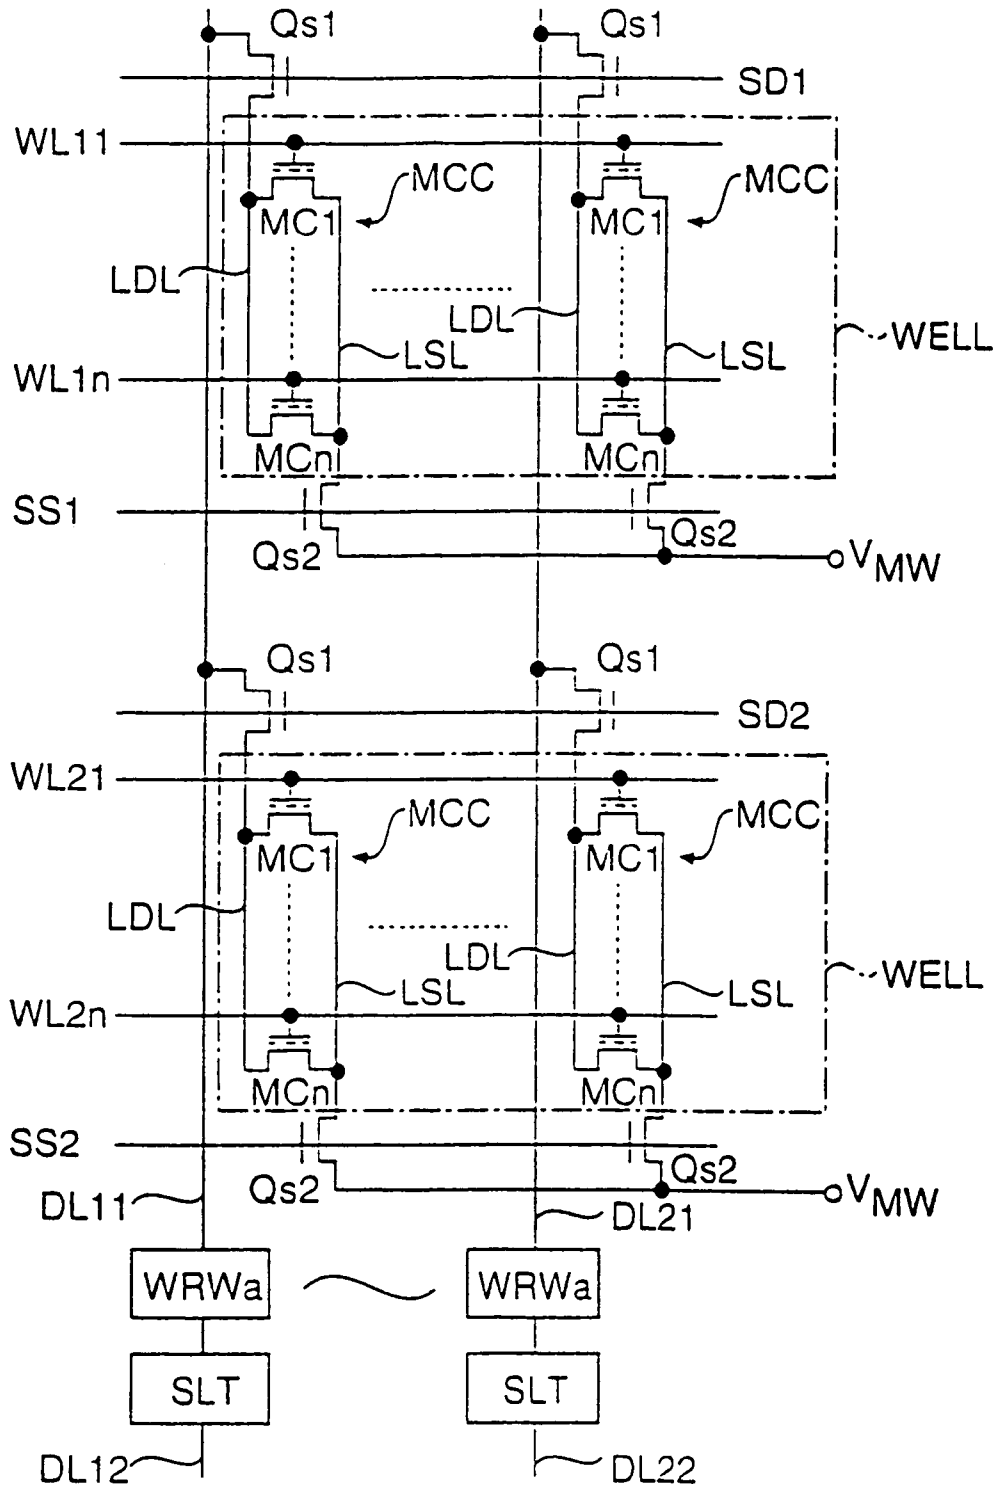 Qs1 Qs1
SD1
WL11
MCC MCC
MC1 MC1
LDL LDL
WELL
LSL LSL
WL1n
MCn MCn
SS1
Qs2 Qs2
VMW
Qs1 Qs1
SD2
WL21
MCC MCC
MC1 MC1
LDL LDL
WELL
LSL LSL
WL2n
MCn MCn
SS2
Qs2 Qs2
VMW
DL11 DL21
WRWa WRWa
SLT SLT
DL12 DL22